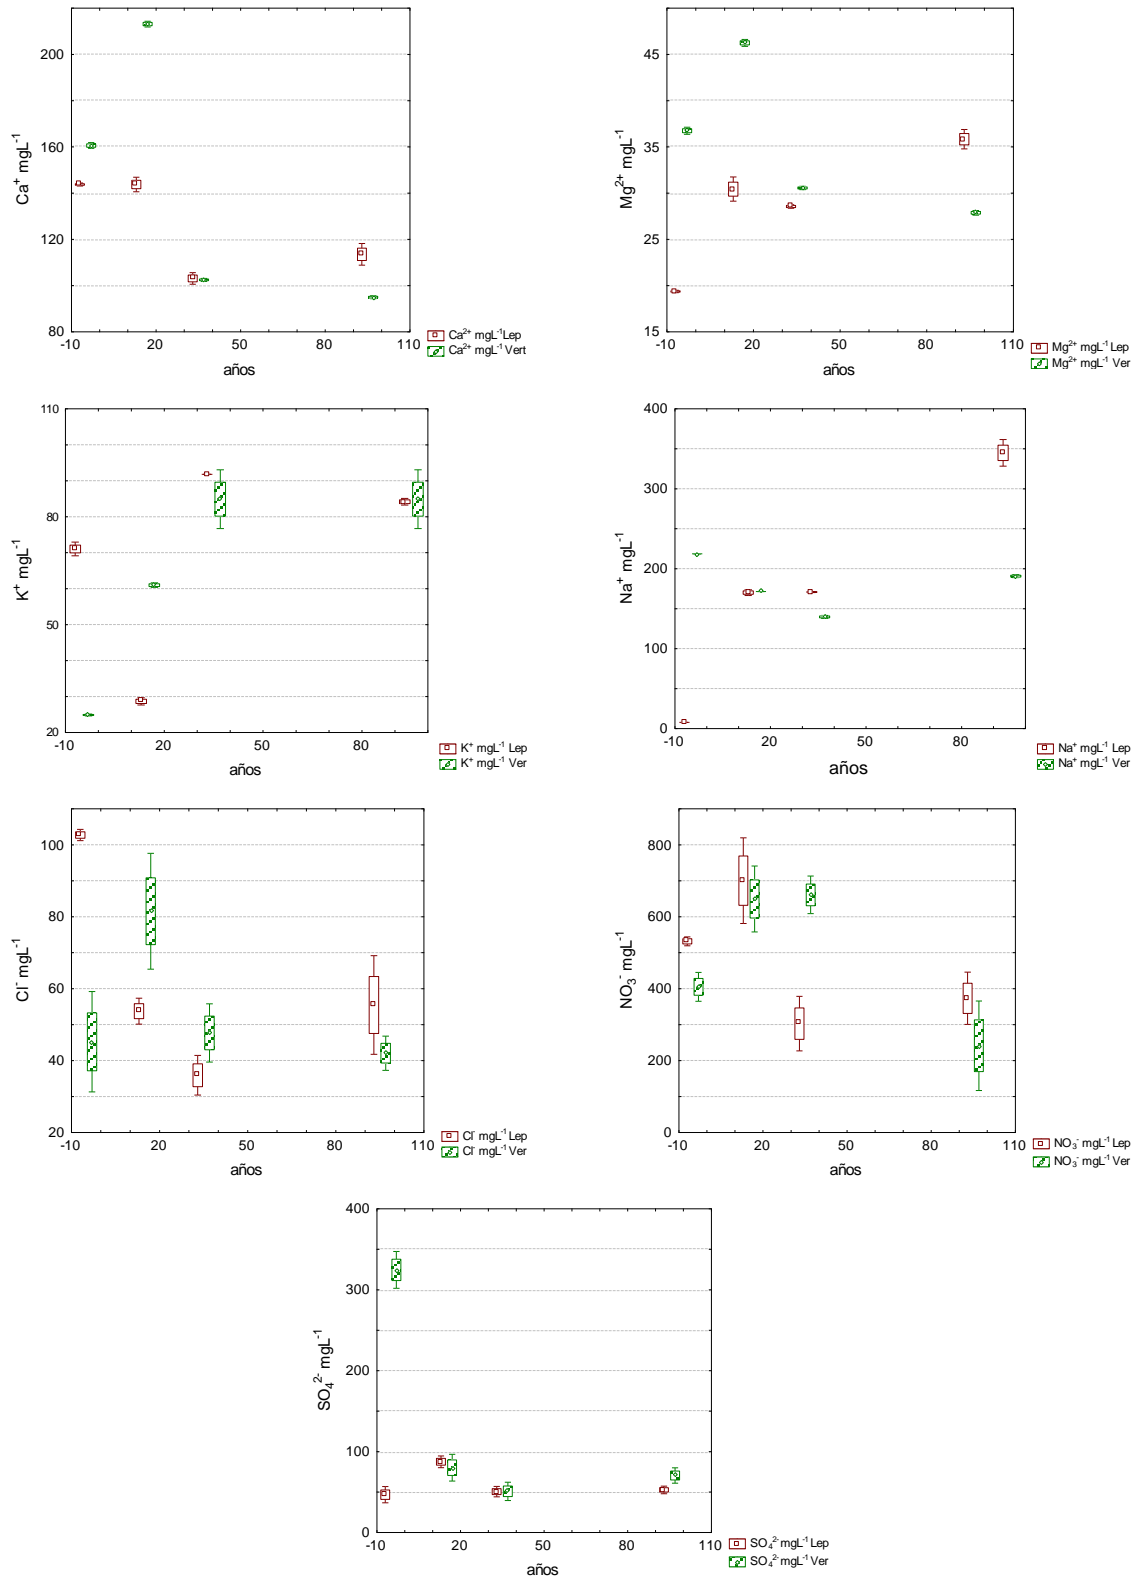 220
160
120
80
Ca⁺ mgL⁻¹
-10 20 50 80 110
años
Ca²⁺ mgL⁻¹ Lep
Ca²⁺ mgL⁻¹ Vert
45
35
25
15
Mg²⁺ mgL⁻¹
-10 20 50 80 110
años
Mg²⁺ mgL⁻¹ Lep
Mg²⁺ mgL⁻¹ Ver
110
80
50
20
K⁺ mgL⁻¹
-10 20 50 80
años
K⁺ mgL⁻¹ Lep
K⁺ mgL⁻¹ Ver
400
300
200
100
0
Na⁺ mgL⁻¹
-10 20 50 80
años
Na⁺ mgL⁻¹ Lep
Na⁺ mgL⁻¹ Ver
100
80
60
40
20
Cl⁻ mgL⁻¹
-10 20 50 80 110
años
Cl⁻ mgL⁻¹ Lep
Cl⁻ mgL⁻¹ Ver
800
600
400
200
0
NO₃⁻ mgL⁻¹
-10 20 50 80 110
años
NO₃⁻ mgL⁻¹ Lep
NO₃⁻ mgL⁻¹ Ver
400
300
200
100
0
SO₄²⁻ mgL⁻¹
-10 20 50 80 110
años
SO₄²⁻ mgL⁻¹ Lep
SO₄²⁻ mgL⁻¹ Ver